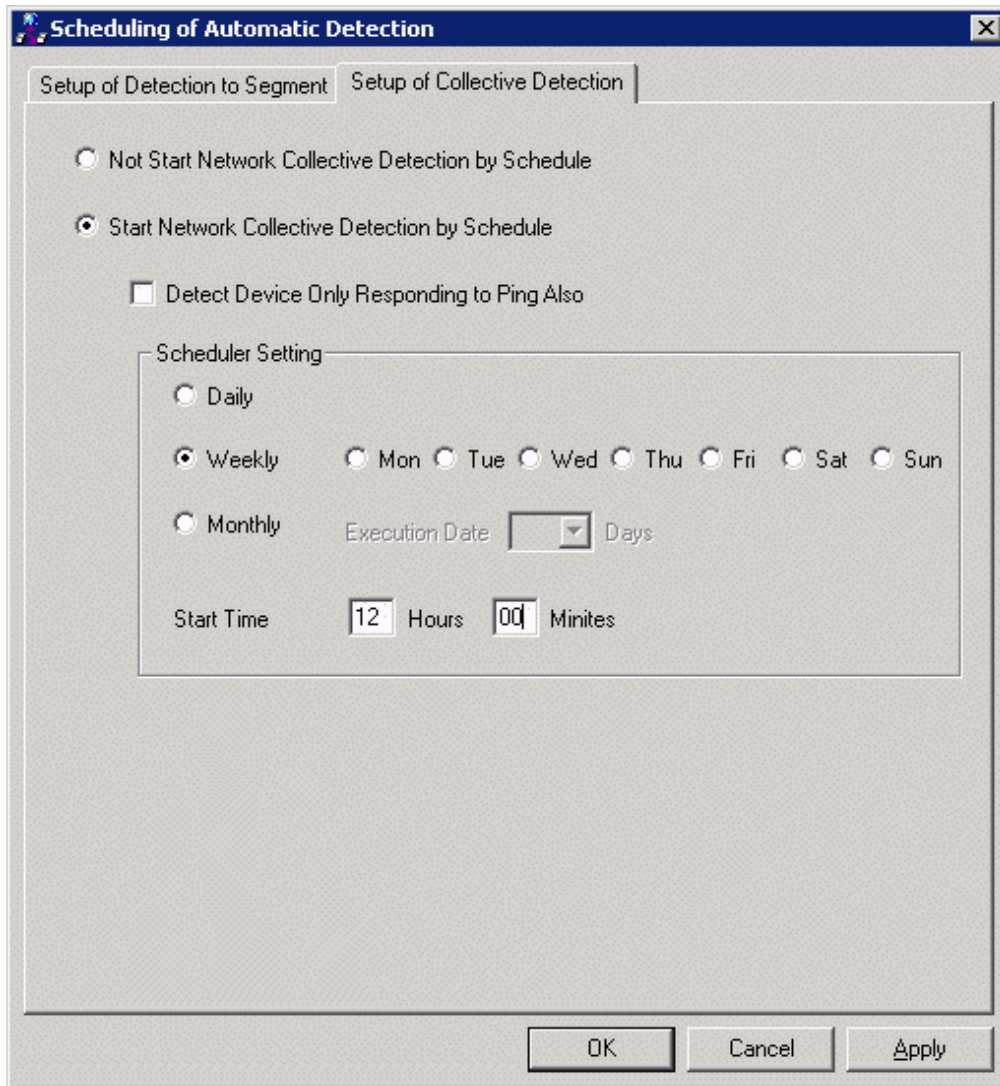 Scheduling of Automatic Detection
Setup of Detection to Segment Setup of Collective Detection
Not Start Network Collective Detection by Schedule
Start Network Collective Detection by Schedule
Detect Device Only Responding to Ping Also
Scheduler Setting
Daily
Weekly Mon Tue Wed Thu Fri Sat Sun
Monthly Execution Date Days
Start Time 12 Hours 00 Minites
OK Cancel Apply